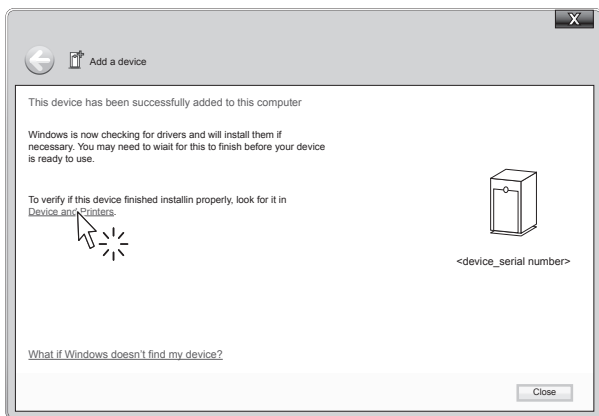 X
Add a device
This device has been successfully added to this computer
Windows is now checking for drivers and will install them if
necessary. You may need to wiait for this to finish before your device
is ready to use.
To verify if this device finished installin properly, look for it in
Device and Printers.
<device_serial number>
What if Windows doesn't find my device?
Close